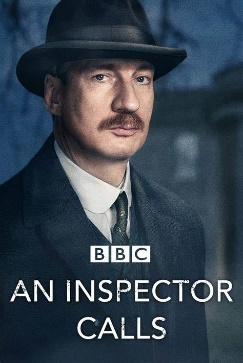 BBC
AN INSPECTOR
CALLS